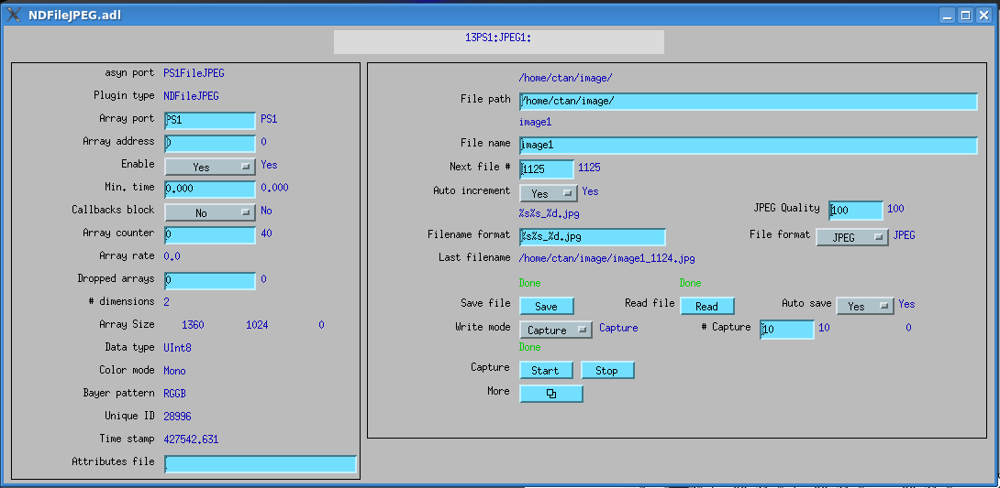 NDFileJPEG.adl
13PS1:JPEG1:
asyn port PS1FileJPEG
Plugin type NDFileJPEG
Array port PS1 PS1
Array address 0 0
Enable Yes Yes
Min. time 0.000 0.000
Callbacks block No No
Array counter 0 40
Array rate 0.0
Dropped arrays 0 0
# dimensions 2
Array Size 1360 1024 0
Data type UInt8
Color mode Mono
Bayer pattern RGGB
Unique ID 28996
Time stamp 427542.631
Attributes file
/home/ctan/image/
File path /home/ctan/image/
image1
File name image1
Next file # 1125 1125
Auto increment Yes Yes
%s%s_%d.jpg
JPEG Quality 100 100
Filename format %s%s_%d.jpg
File format JPEG JPEG
Last filename /home/ctan/image/image1_1124.jpg
Done Done
Save file Save Read file Read Auto save Yes Yes
Write mode Capture Capture # Capture 10 10 0
Done
Capture Start Stop
More